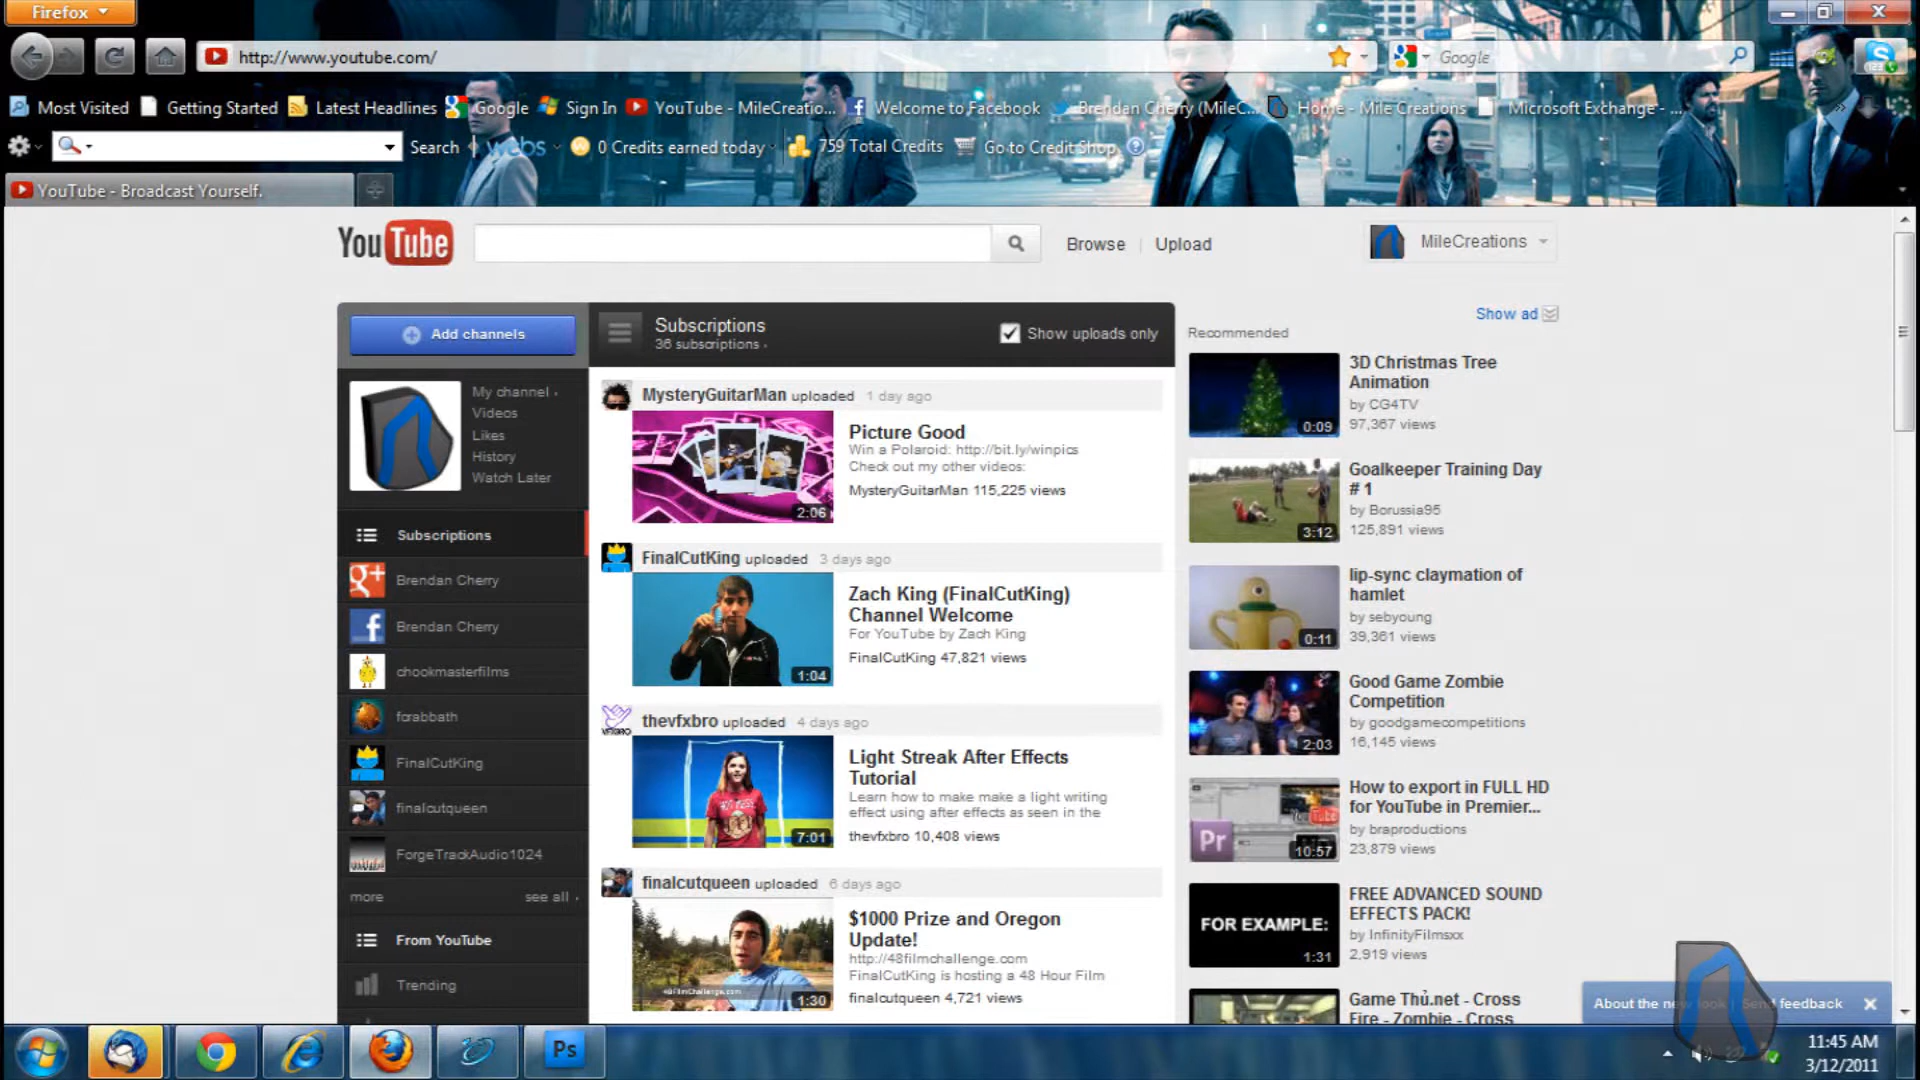 Firefox
http://www.youtube.com/
Google
Most Visited Getting Started Latest Headlines Google Sign In YouTube - MileCreatio... Welcome to Facebook Brendan Cherry (MileC... Home - Mile Creations Microsoft Exchange - ...
Search webs 0 Credits earned today 759 Total Credits Go to Credit Shop
YouTube - Broadcast Yourself.
YouTube
Browse Upload
MileCreations
Add channels
My channel
Videos
Likes
History
Watch Later
Subscriptions
Brendan Cherry
Brendan Cherry
chookmasterfilms
forabbath
FinalCutKing
finalcutqueen
ForgeTrackAudio1024
more see all
From YouTube
Trending
Subscriptions
36 subscriptions
Show uploads only
MysteryGuitarMan uploaded 1 day ago
2:06
Picture Good
Win a Polaroid: http://bit.ly/winpics
Check out my other videos:
MysteryGuitarMan 115,225 views
FinalCutKing uploaded 3 days ago
1:04
Zach King (FinalCutKing)
Channel Welcome
For YouTube by Zach King
FinalCutKing 47,821 views
thevfxbro uploaded 4 days ago
7:01
Light Streak After Effects
Tutorial
Learn how to make make a light writing
effect using after effects as seen in the
thevfxbro 10,408 views
finalcutqueen uploaded 6 days ago
48FilmChallenge.com
1:30
$1000 Prize and Oregon
Update!
http://48filmchallenge.com
FinalCutKing is hosting a 48 Hour Film
finalcutqueen 4,721 views
Show ad
Recommended
0:09
3D Christmas Tree
Animation
by CG4TV
97,367 views
3:12
Goalkeeper Training Day
# 1
by Borussia95
125,891 views
0:11
lip-sync claymation of
hamlet
by sebyoung
39,361 views
2:03
Good Game Zombie
Competition
by goodgamecompetitions
16,145 views
Pr
10:57
How to export in FULL HD
for YouTube in Premier...
by braproductions
23,879 views
FOR EXAMPLE:
1:31
FREE ADVANCED SOUND
EFFECTS PACK!
by InfinityFilmsxx
2,919 views
Game Thủ.net - Cross
Fire - Zombie - Cross
About the new look Send feedback
Ps
11:45 AM
3/12/2011